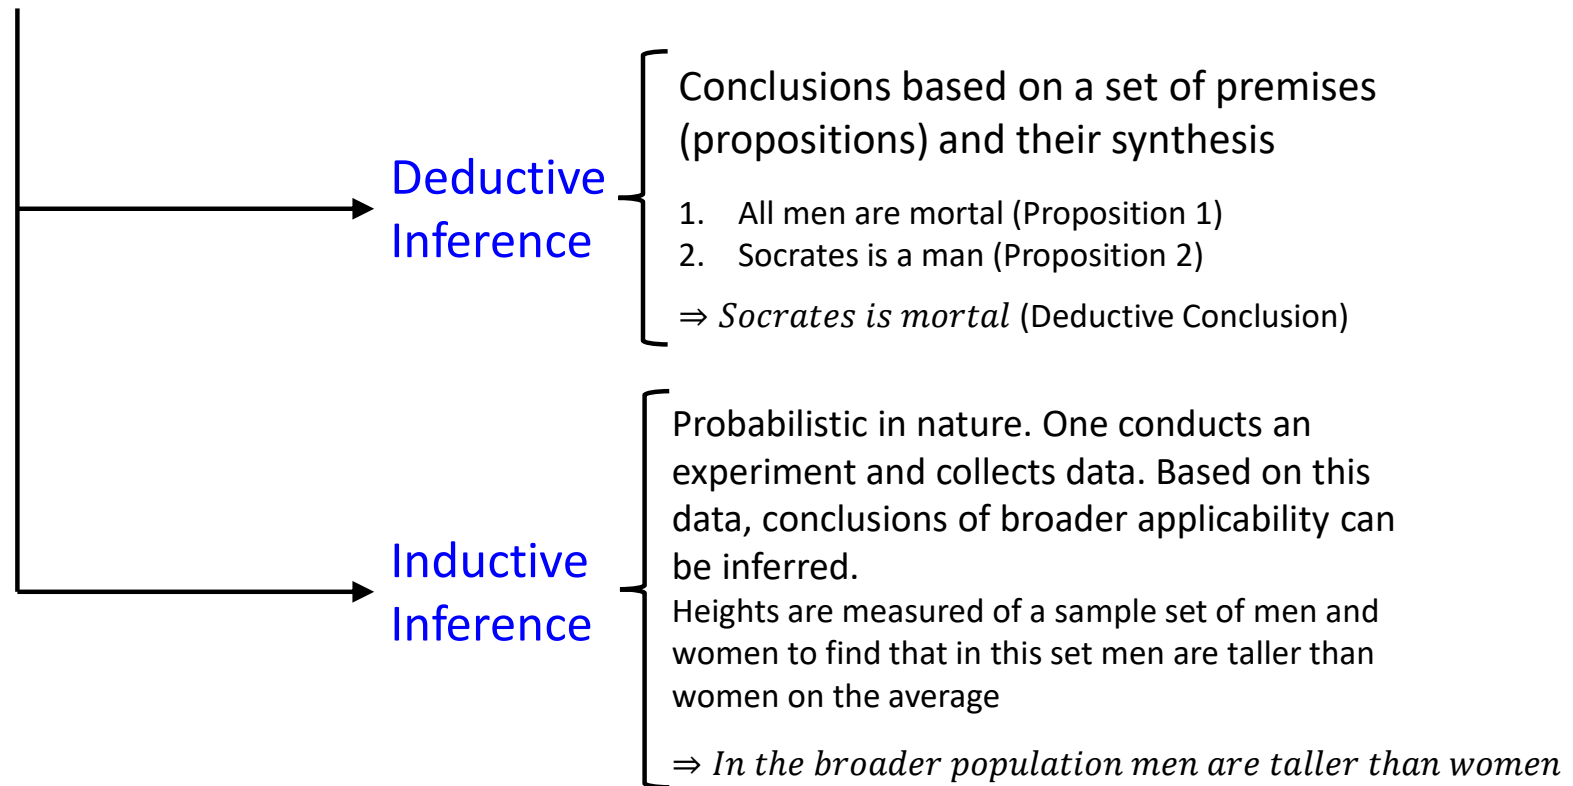 Deductive
Inference
Conclusions based on a set of premises
(propositions) and their synthesis
1. All men are mortal (Proposition 1)
2. Socrates is a man (Proposition 2)
⇒ Socrates is mortal (Deductive Conclusion)
Inductive
Inference
Probabilistic in nature. One conducts an
experiment and collects data. Based on this
data, conclusions of broader applicability can
be inferred.
Heights are measured of a sample set of men and
women to find that in this set men are taller than
women on the average
⇒ In the broader population men are taller than women